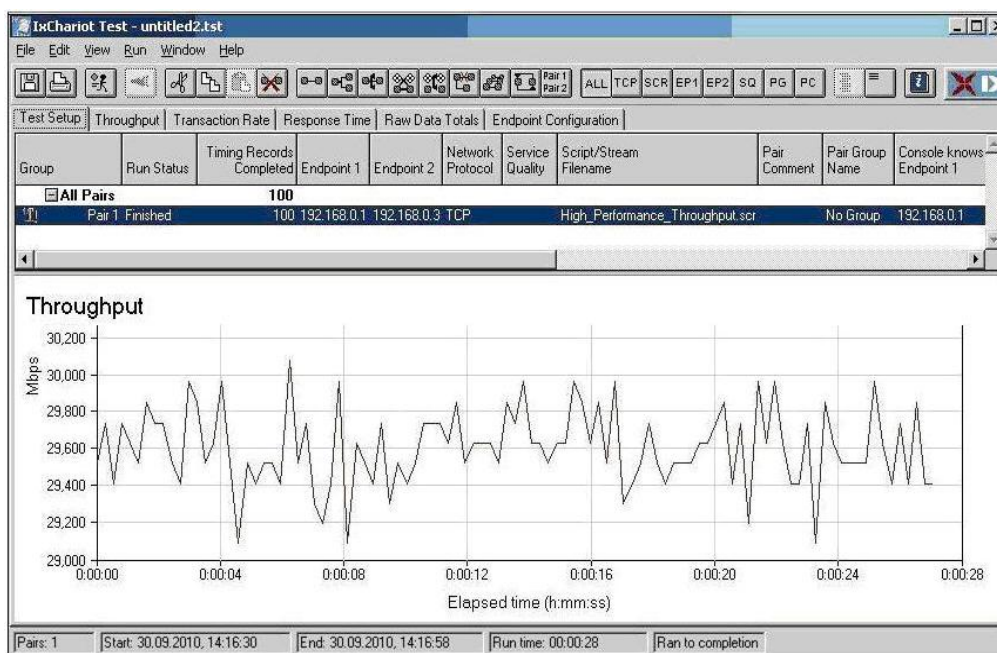 IxChariot Test - untitled2.tst
File Edit View Run Window Help
Pair 1
Pair 2
ALL TCP SCR EP1 EP2 SQ PG PC
Test Setup Throughput Transaction Rate Response Time Raw Data Totals Endpoint Configuration
Group Run Status Timing Records Completed Endpoint 1 Endpoint 2 Network Protocol Service Quality Script/Stream Filename Pair Comment Pair Group Name Console knows Endpoint 1
All Pairs 100
Pair 1 Finished 100 192.168.0.1 192.168.0.3 TCP High_Performance_Throughput.scr No Group 192.168.0.1
Throughput
Mbps
30,200
30,000
29,800
29,600
29,400
29,200
29,000
0:00:00 0:00:04 0:00:08 0:00:12 0:00:16 0:00:20 0:00:24 0:00:28
Elapsed time (h:mm:ss)
Pairs: 1 Start: 30.09.2010, 14:16:30 End: 30.09.2010, 14:16:58 Run time: 00:00:28 Ran to completion